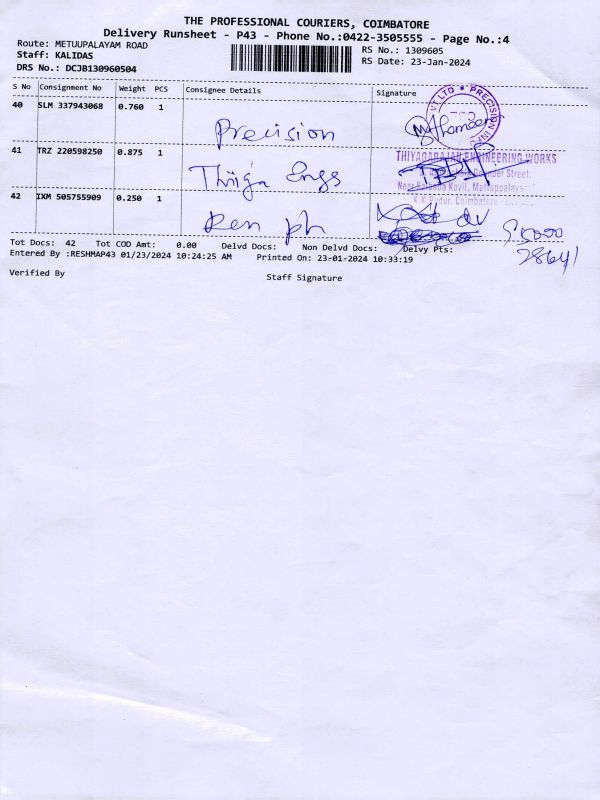 THE PROFESSIONAL COURIERS, COIMBATORE
Delivery Runsheet - P43 - Phone No.:0422-3505555 - Page No.:4
Route: METUUPALAYAM ROAD
RS No.: 1309605
Staff: KALIDAS
RS Date: 23-Jan-2024
DRS No.: DCJB130960504
S No Consignment No Weight PCS Consignee Details Signature
40 SLM 337943068 0.760 1
Precision
41 TRZ 220598250 0.875 1
THIYAGARAJAN ENGINEERING WORKS
Thiiga Engs
42 IXM 505755909 0.250 1
Ren ph
Tot Docs: 42 Tot COD Amt: 0.00 Delvd Docs: Non Delvd Docs: Delvy Pts:
Entered By :RESHMAP43 01/23/2024 10:24:25 AM Printed On: 23-01-2024 10:33:19
Verified By
Staff Signature